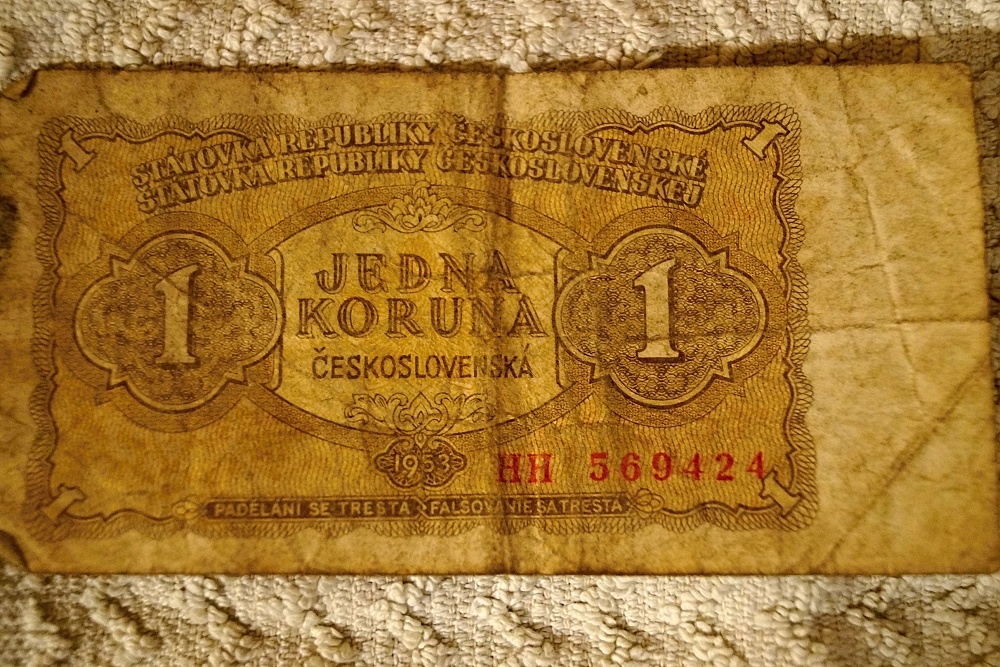 1 1
STÁTOVKA REPUBLIKY ČESKOSLOVENSKÉ
ŠTÁTOVKA REPUBLIKY ČESKOSLOVENSKEJ
1 JEDNA 1
KORUNA
ČESKOSLOVENSKÁ
1953
HH 569424
1 1
PADĚLÁNÍ SE TRESTÁ FALŠOVANIE SA TRESTÁ